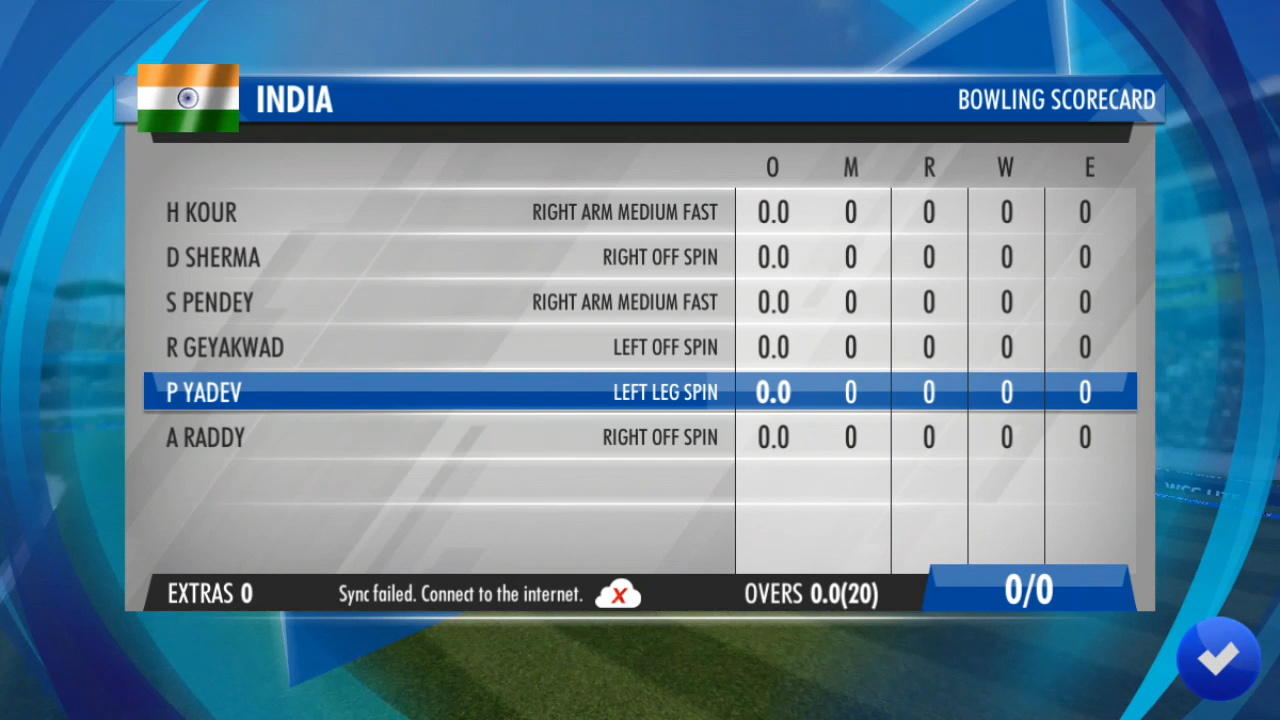 INDIA BOWLING SCORECARD
O M R W E
H KOUR RIGHT ARM MEDIUM FAST 0.0 0 0 0 0
D SHERMA RIGHT OFF SPIN 0.0 0 0 0 0
S PENDEY RIGHT ARM MEDIUM FAST 0.0 0 0 0 0
R GEYAKWAD LEFT OFF SPIN 0.0 0 0 0 0
P YADEV LEFT LEG SPIN 0.0 0 0 0 0
A RADDY RIGHT OFF SPIN 0.0 0 0 0 0
WCC LITE
EXTRAS 0 Sync failed. Connect to the internet. X OVERS 0.0(20) 0/0